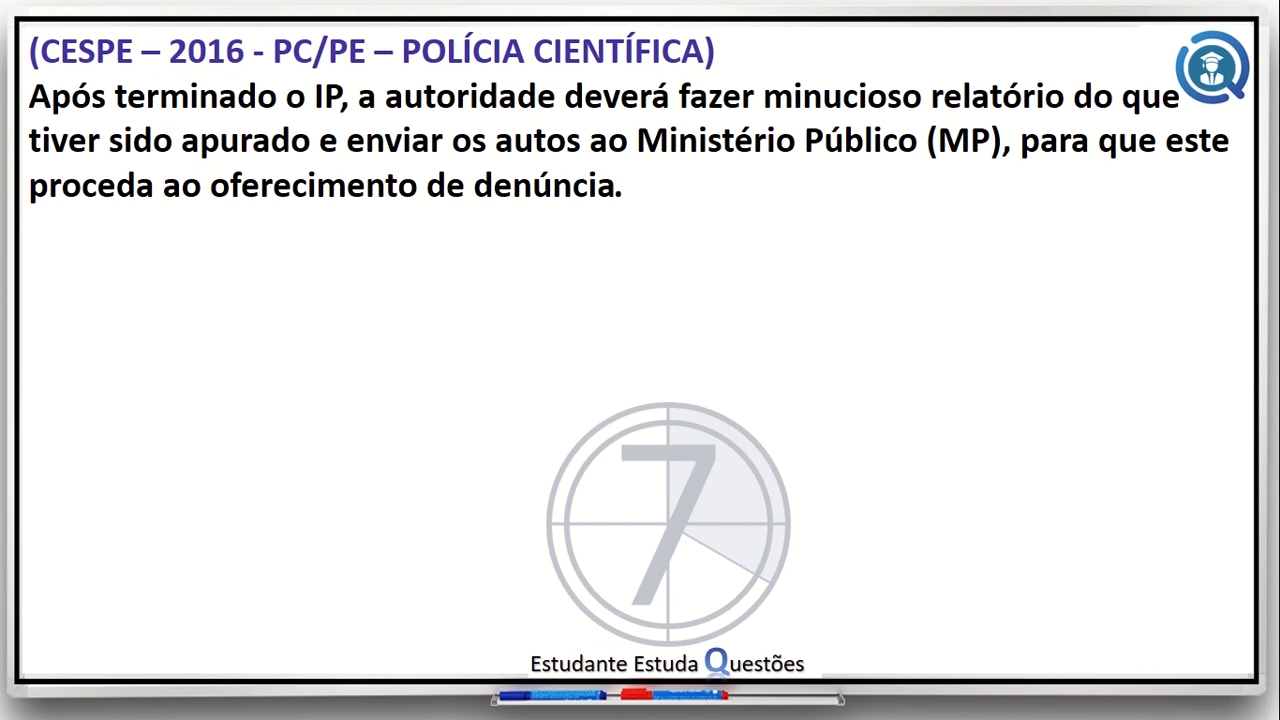 (CESPE – 2016 - PC/PE – POLÍCIA CIENTÍFICA)
Após terminado o IP, a autoridade deverá fazer minucioso relatório do que
tiver sido apurado e enviar os autos ao Ministério Público (MP), para que este
proceda ao oferecimento de denúncia.
7
Estudante Estuda Questões